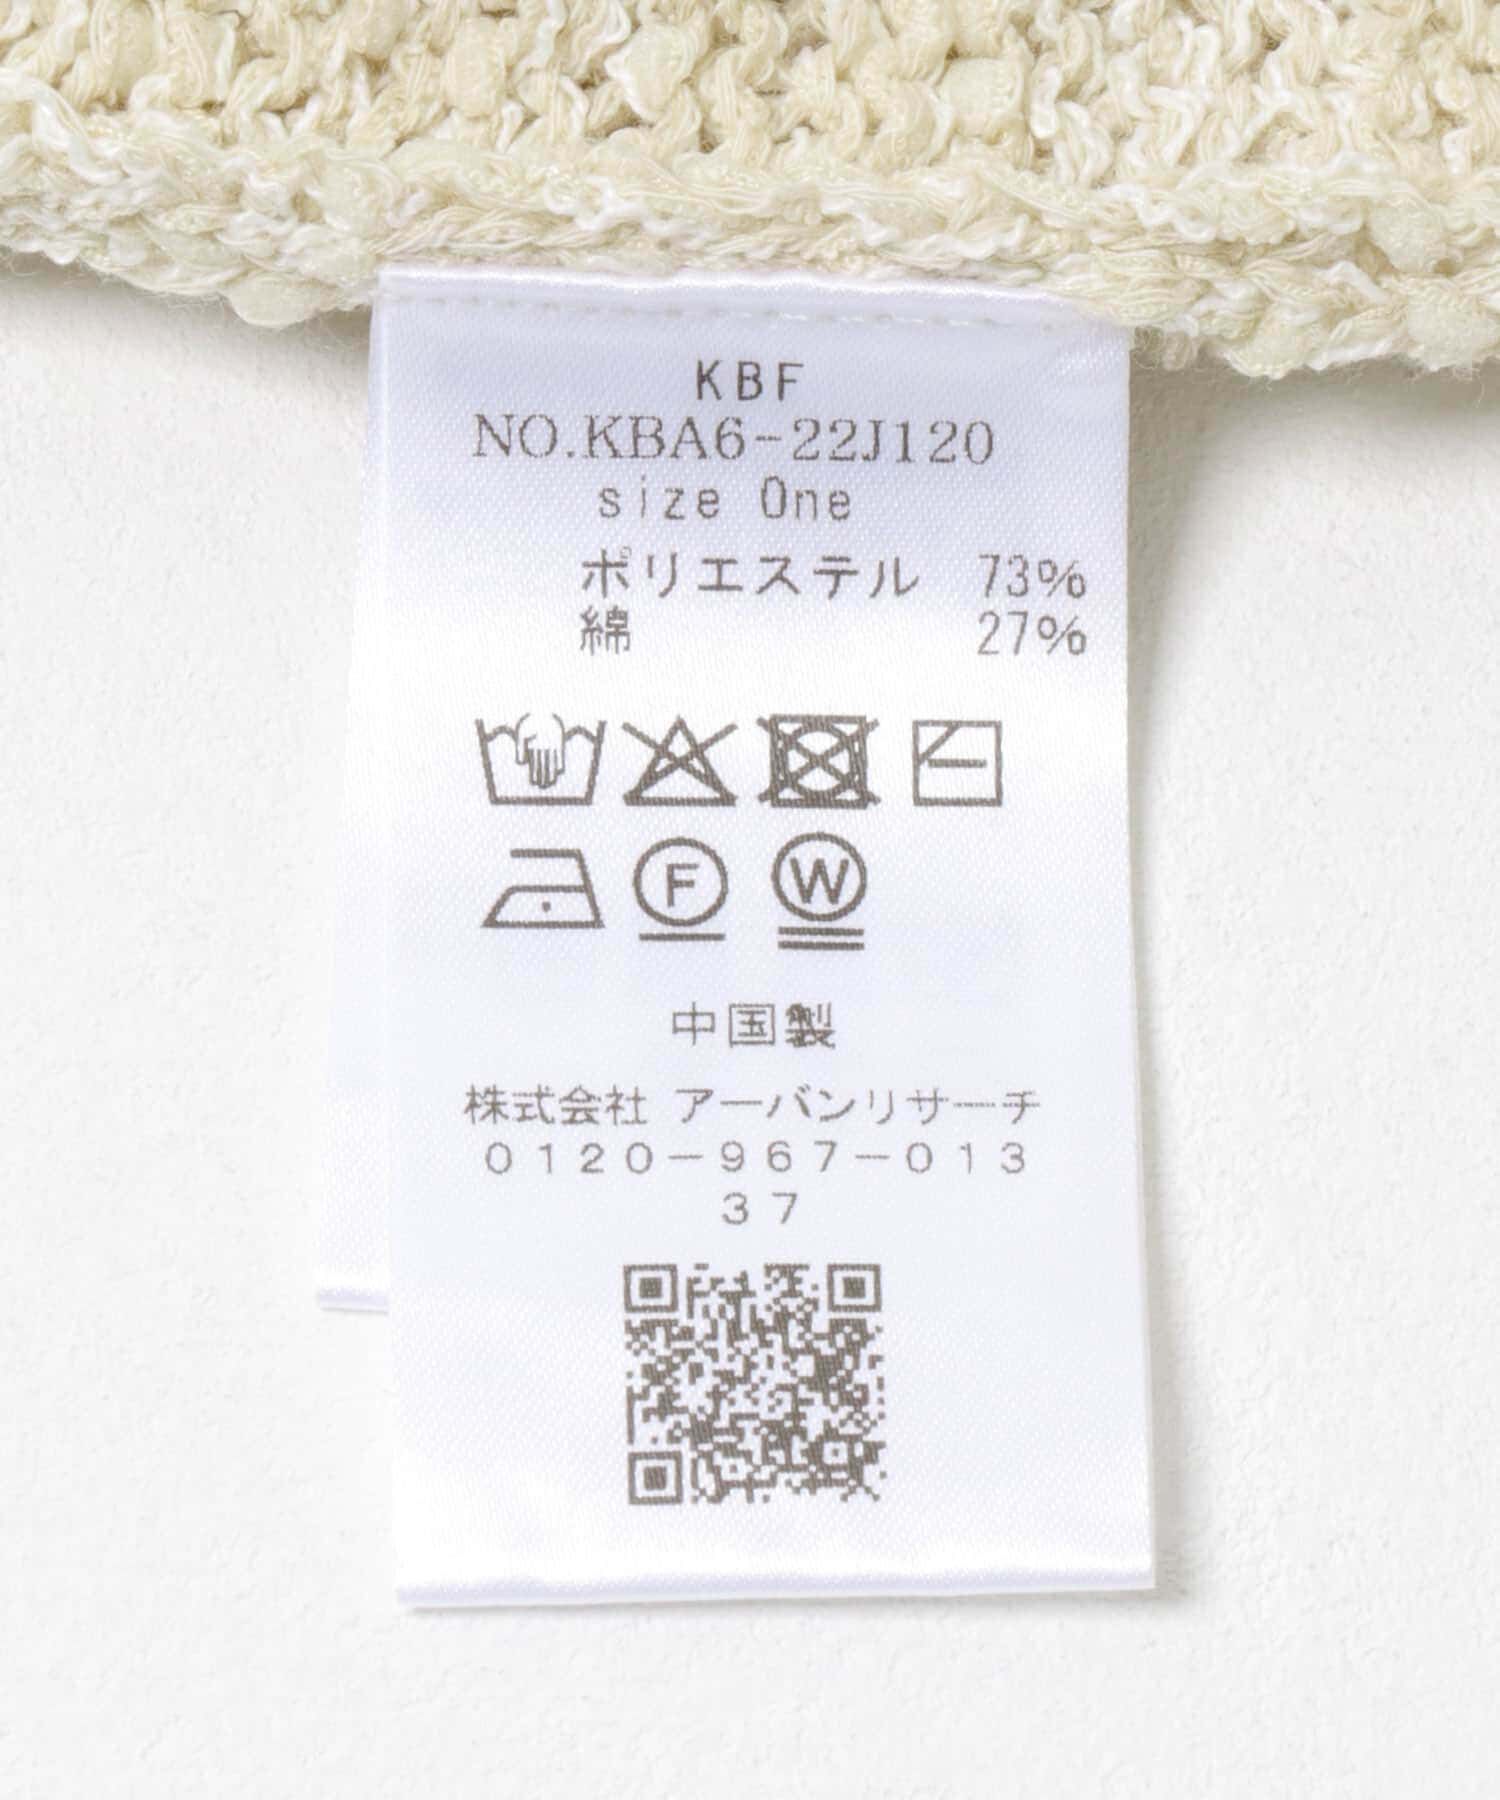 KBF
NO.KBA6-22J120
size One
ポリエステル 73%
綿 27%
F W
中国製
株式会社 アーバンリサーチ
0120-967-013
37